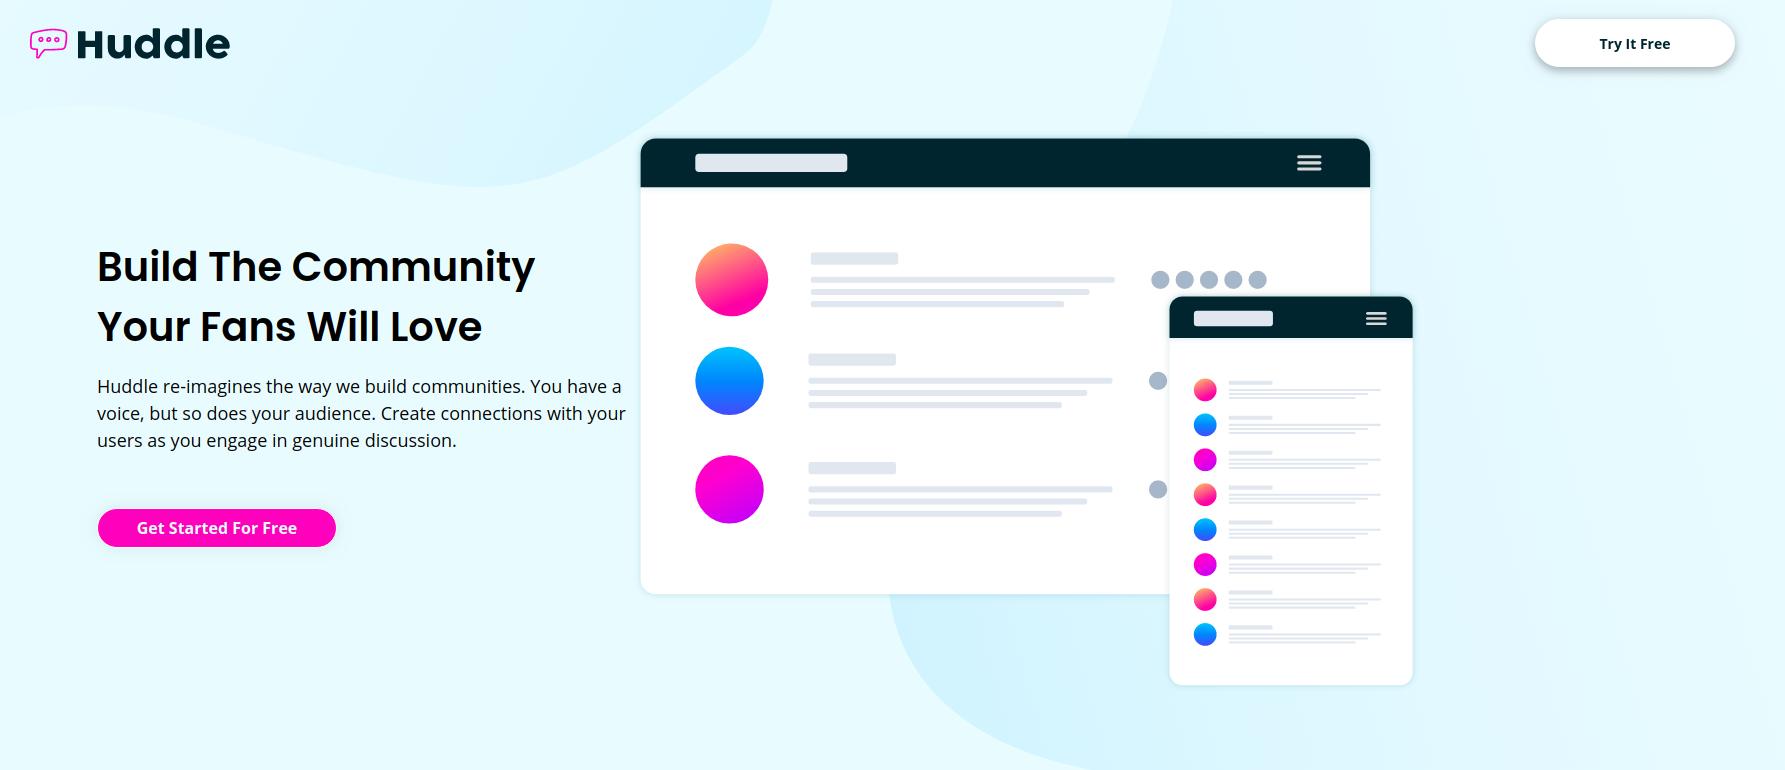 Huddle
Try It Free
Build The Community
Your Fans Will Love
Huddle re-imagines the way we build communities. You have a
voice, but so does your audience. Create connections with your
users as you engage in genuine discussion.
Get Started For Free